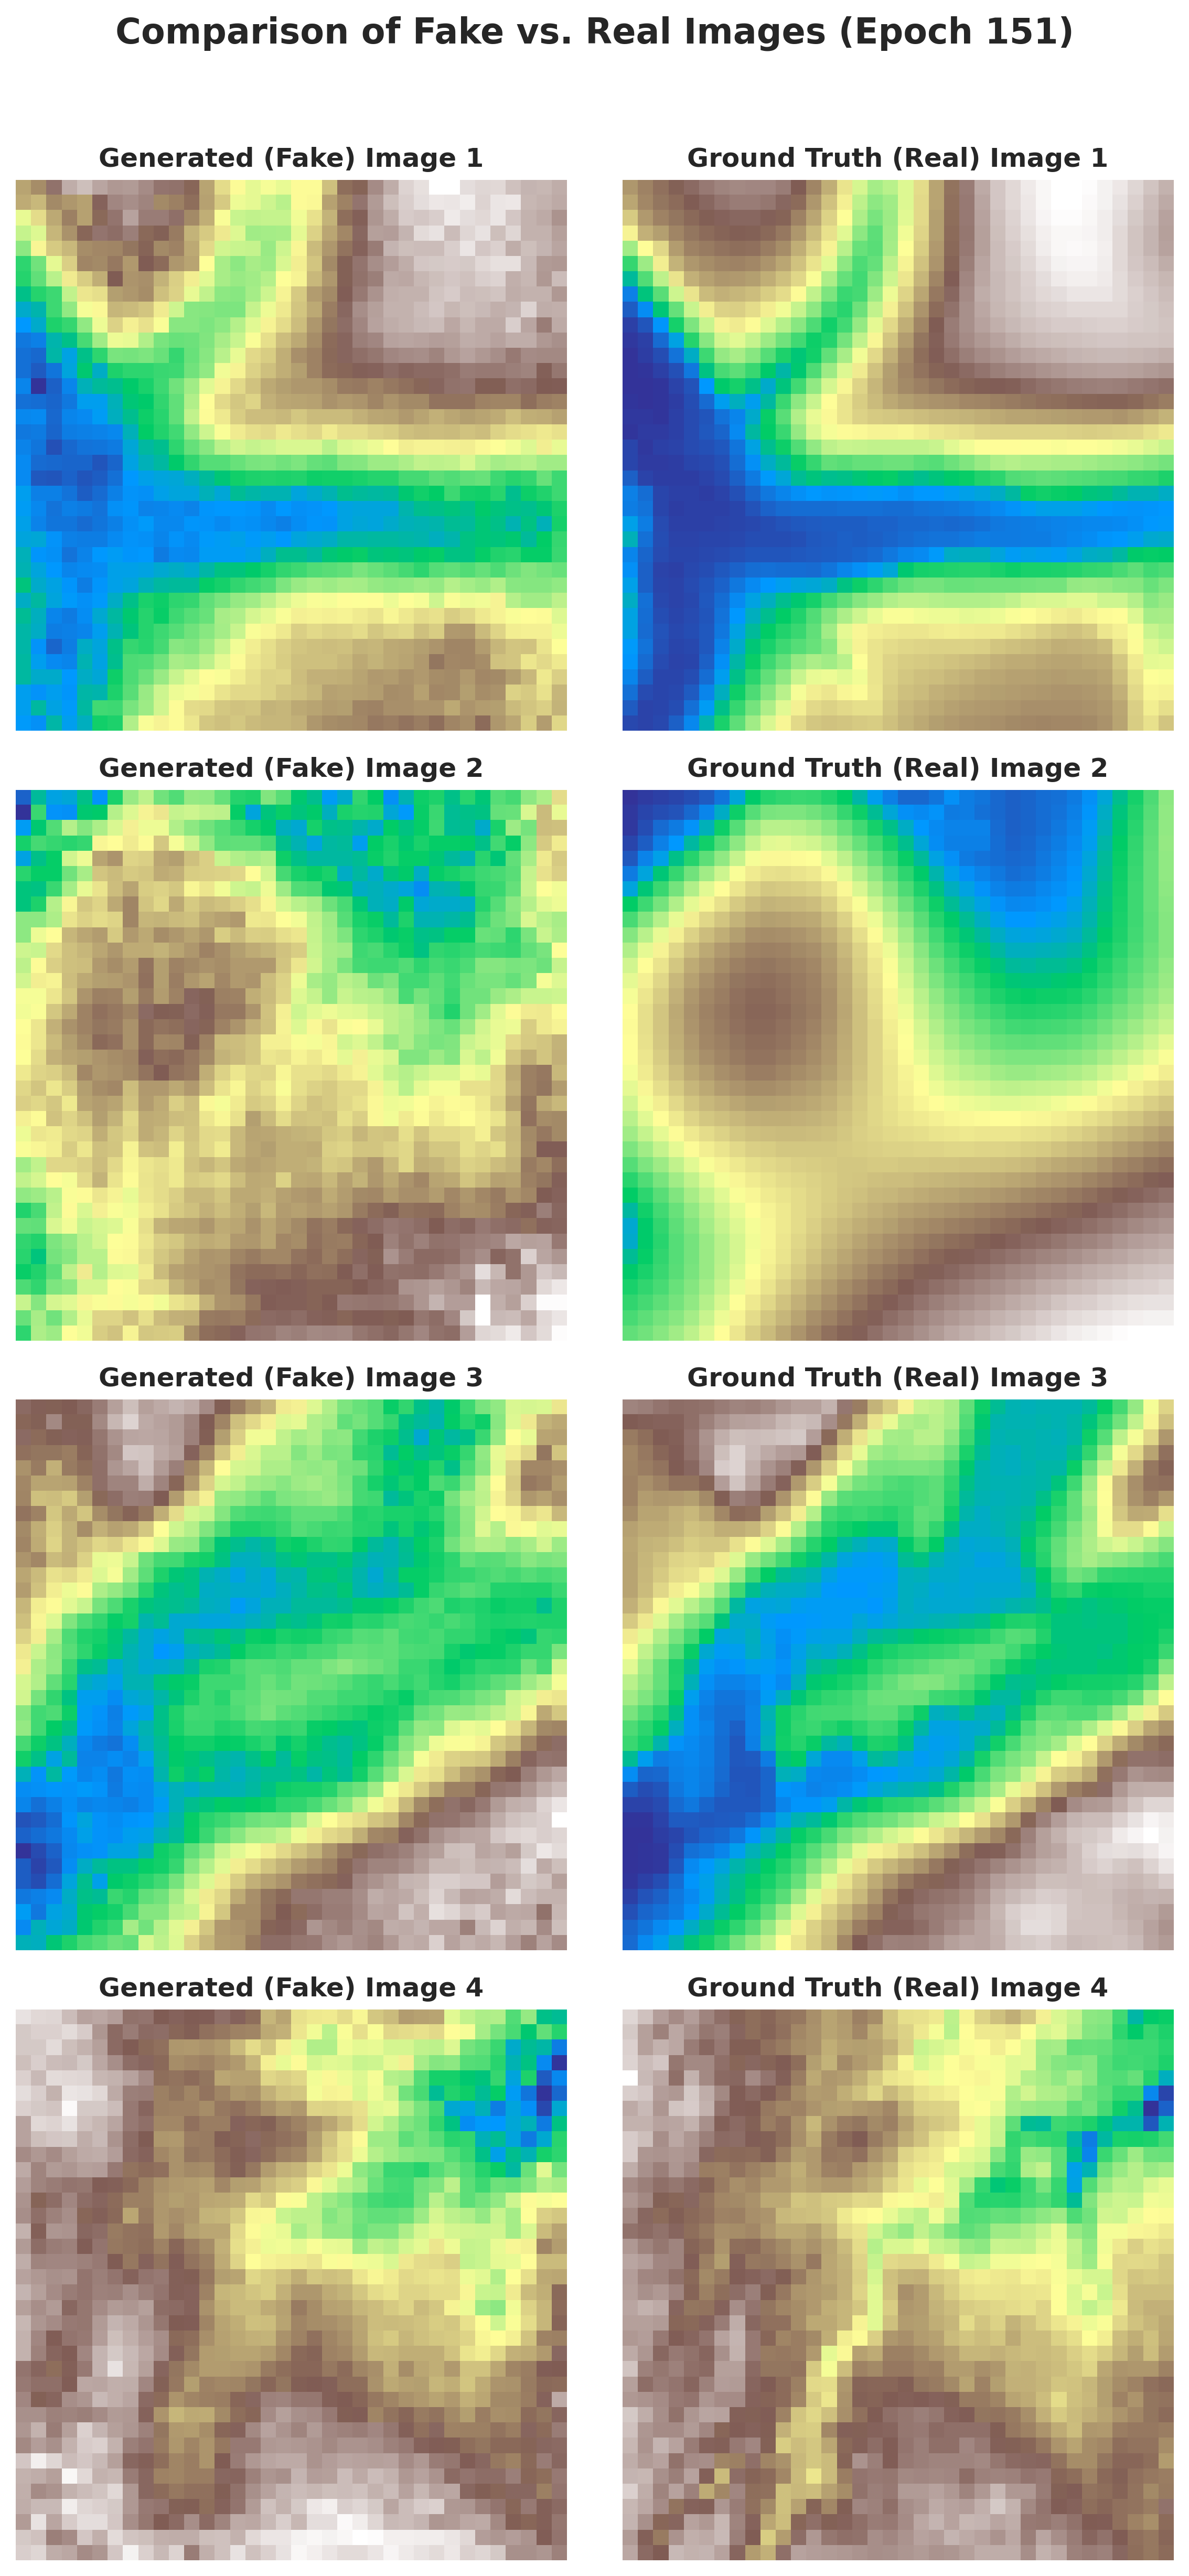 Comparison of Fake vs. Real Images (Epoch 151)
Generated (Fake) Image 1
Ground Truth (Real) Image 1
Generated (Fake) Image 2
Ground Truth (Real) Image 2
Generated (Fake) Image 3
Ground Truth (Real) Image 3
Generated (Fake) Image 4
Ground Truth (Real) Image 4